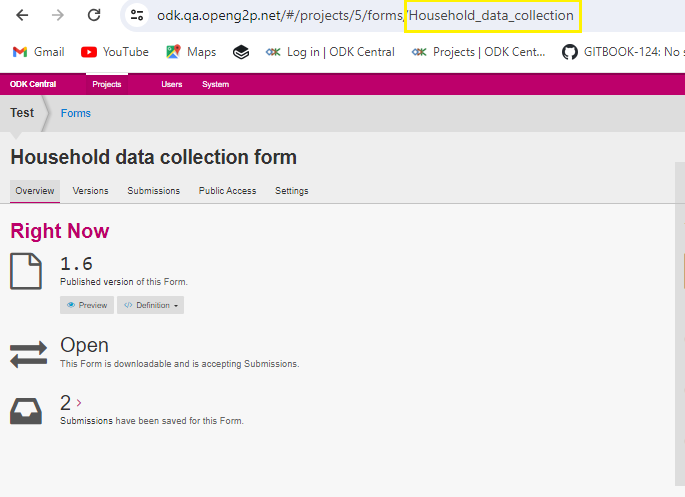 odk.qa.openg2p.net/#/projects/5/forms/Household_data_collection
Gmail YouTube Maps Log in | ODK Central Projects | ODK Cent... GITBOOK-124: No s
ODK Central Projects Users System
Test Forms
Household data collection form
Overview Versions Submissions Public Access Settings
Right Now
1.6
Published version of this Form.
Preview </> Definition
Open
This Form is downloadable and is accepting Submissions.
2 >
Submissions have been saved for this Form.